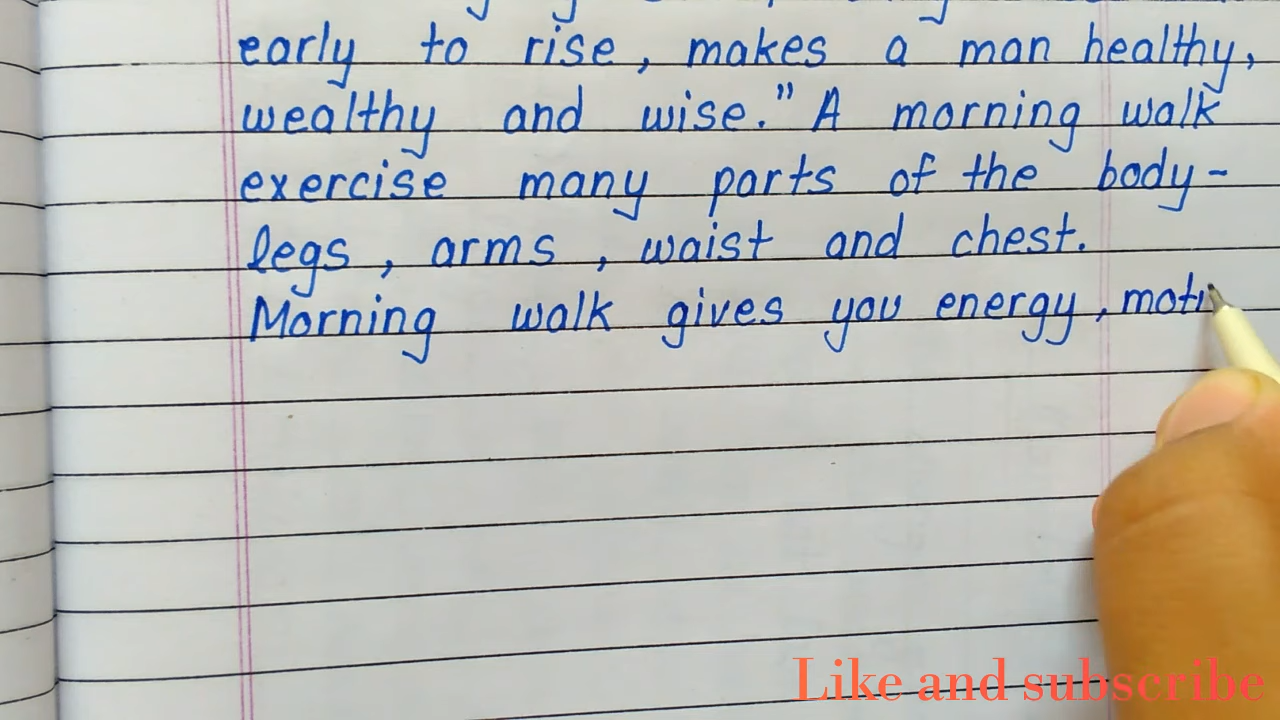 early to rise, makes a man healthy,
wealthy and wise." A morning walk
exercise many parts of the body-
legs, arms, waist and chest.
Morning walk gives you energy, moti
Like and subscribe